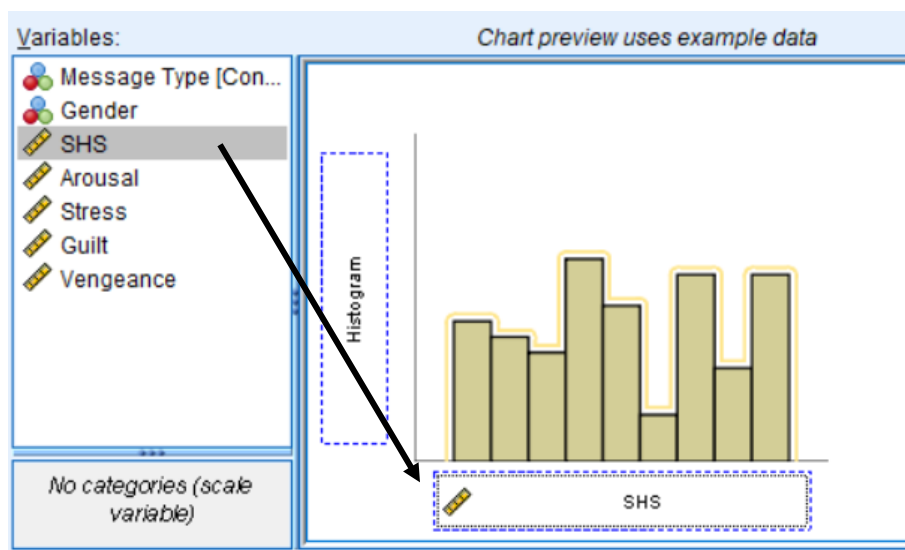 Variables:
Chart preview uses example data
Message Type [Con...
Gender
SHS
Arousal
Stress
Guilt
Vengeance
No categories (scale
variable)
Histogram
SHS